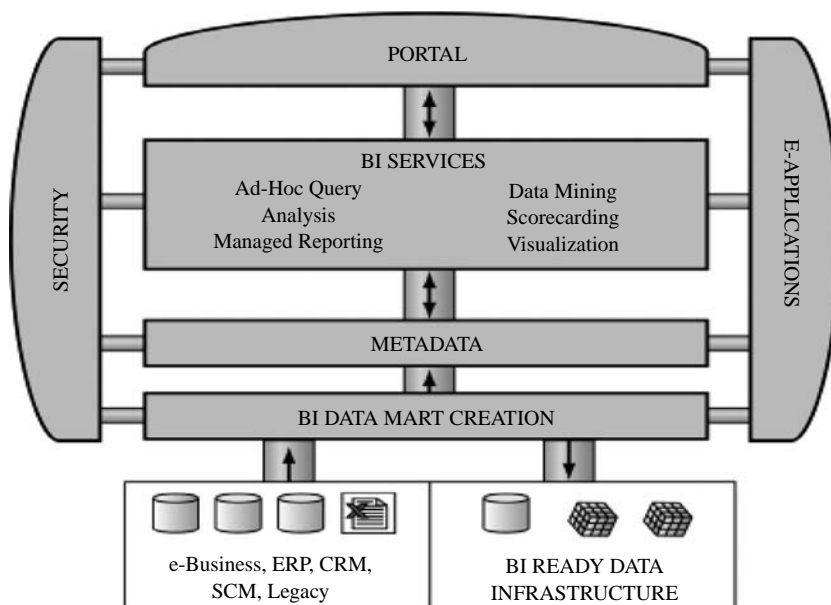 PORTAL
SECURITY
E-APPLICATIONS
BI SERVICES
Ad-Hoc Query
Analysis
Managed Reporting
Data Mining
Scorecarding
Visualization
METADATA
BI DATA MART CREATION
e-Business, ERP, CRM,
SCM, Legacy
BI READY DATA
INFRASTRUCTURE